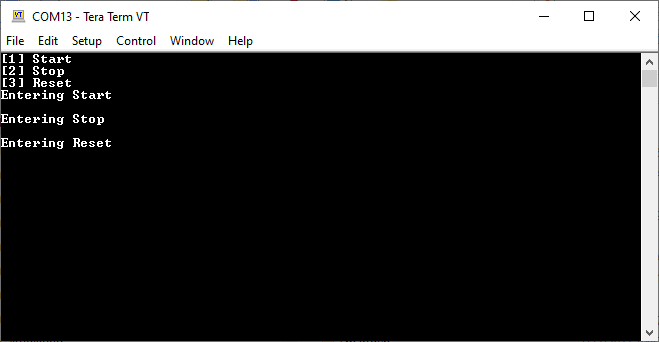 VT
COM13 - Tera Term VT
File Edit Setup Control Window Help
[1] Start
[2] Stop
[3] Reset
Entering Start
Entering Stop
Entering Reset